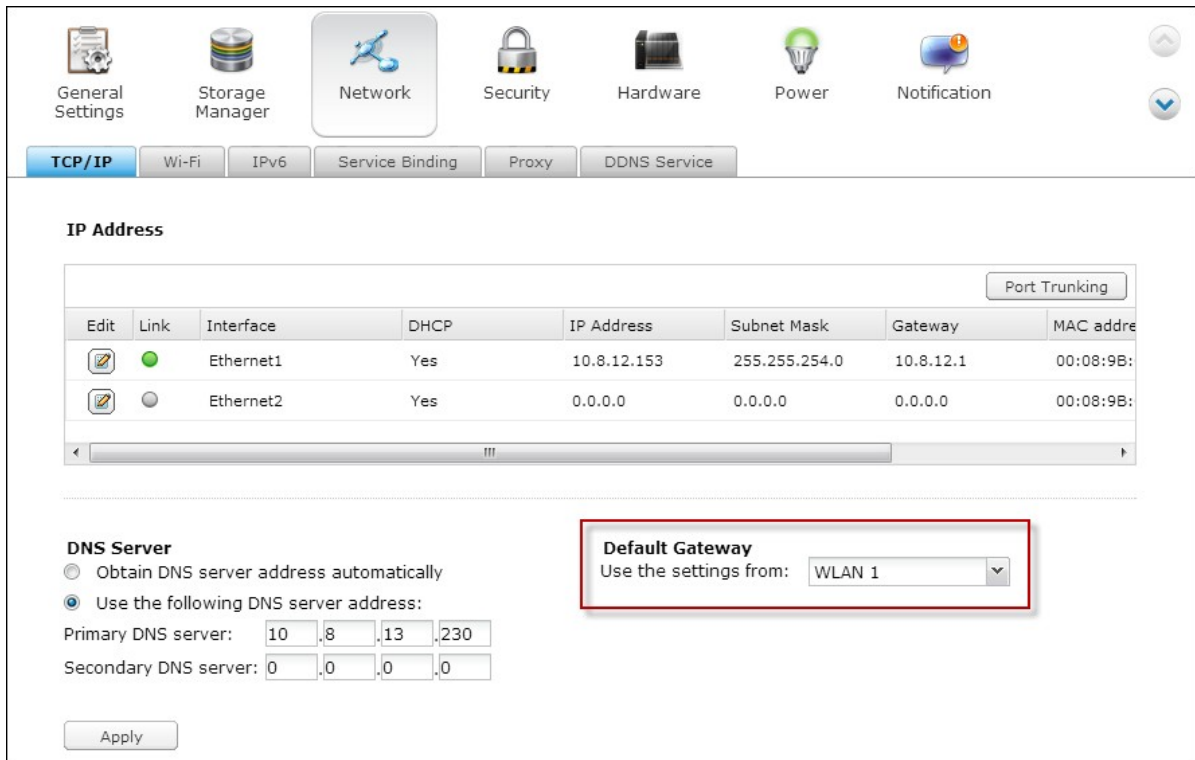 General Settings
Storage Manager
Network
Security
Hardware
Power
Notification
TCP/IP
Wi-Fi
IPv6
Service Binding
Proxy
DDNS Service
IP Address
Port Trunking
Edit Link Interface DHCP IP Address Subnet Mask Gateway MAC addre
Ethernet1 Yes 10.8.12.153 255.255.254.0 10.8.12.1 00:08:9B:
Ethernet2 Yes 0.0.0.0 0.0.0.0 0.0.0.0 00:08:9B:
DNS Server
Obtain DNS server address automatically
Use the following DNS server address:
Primary DNS server: 10 .8 .13 .230
Secondary DNS server: 0 .0 .0 .0
Default Gateway
Use the settings from: WLAN 1
Apply